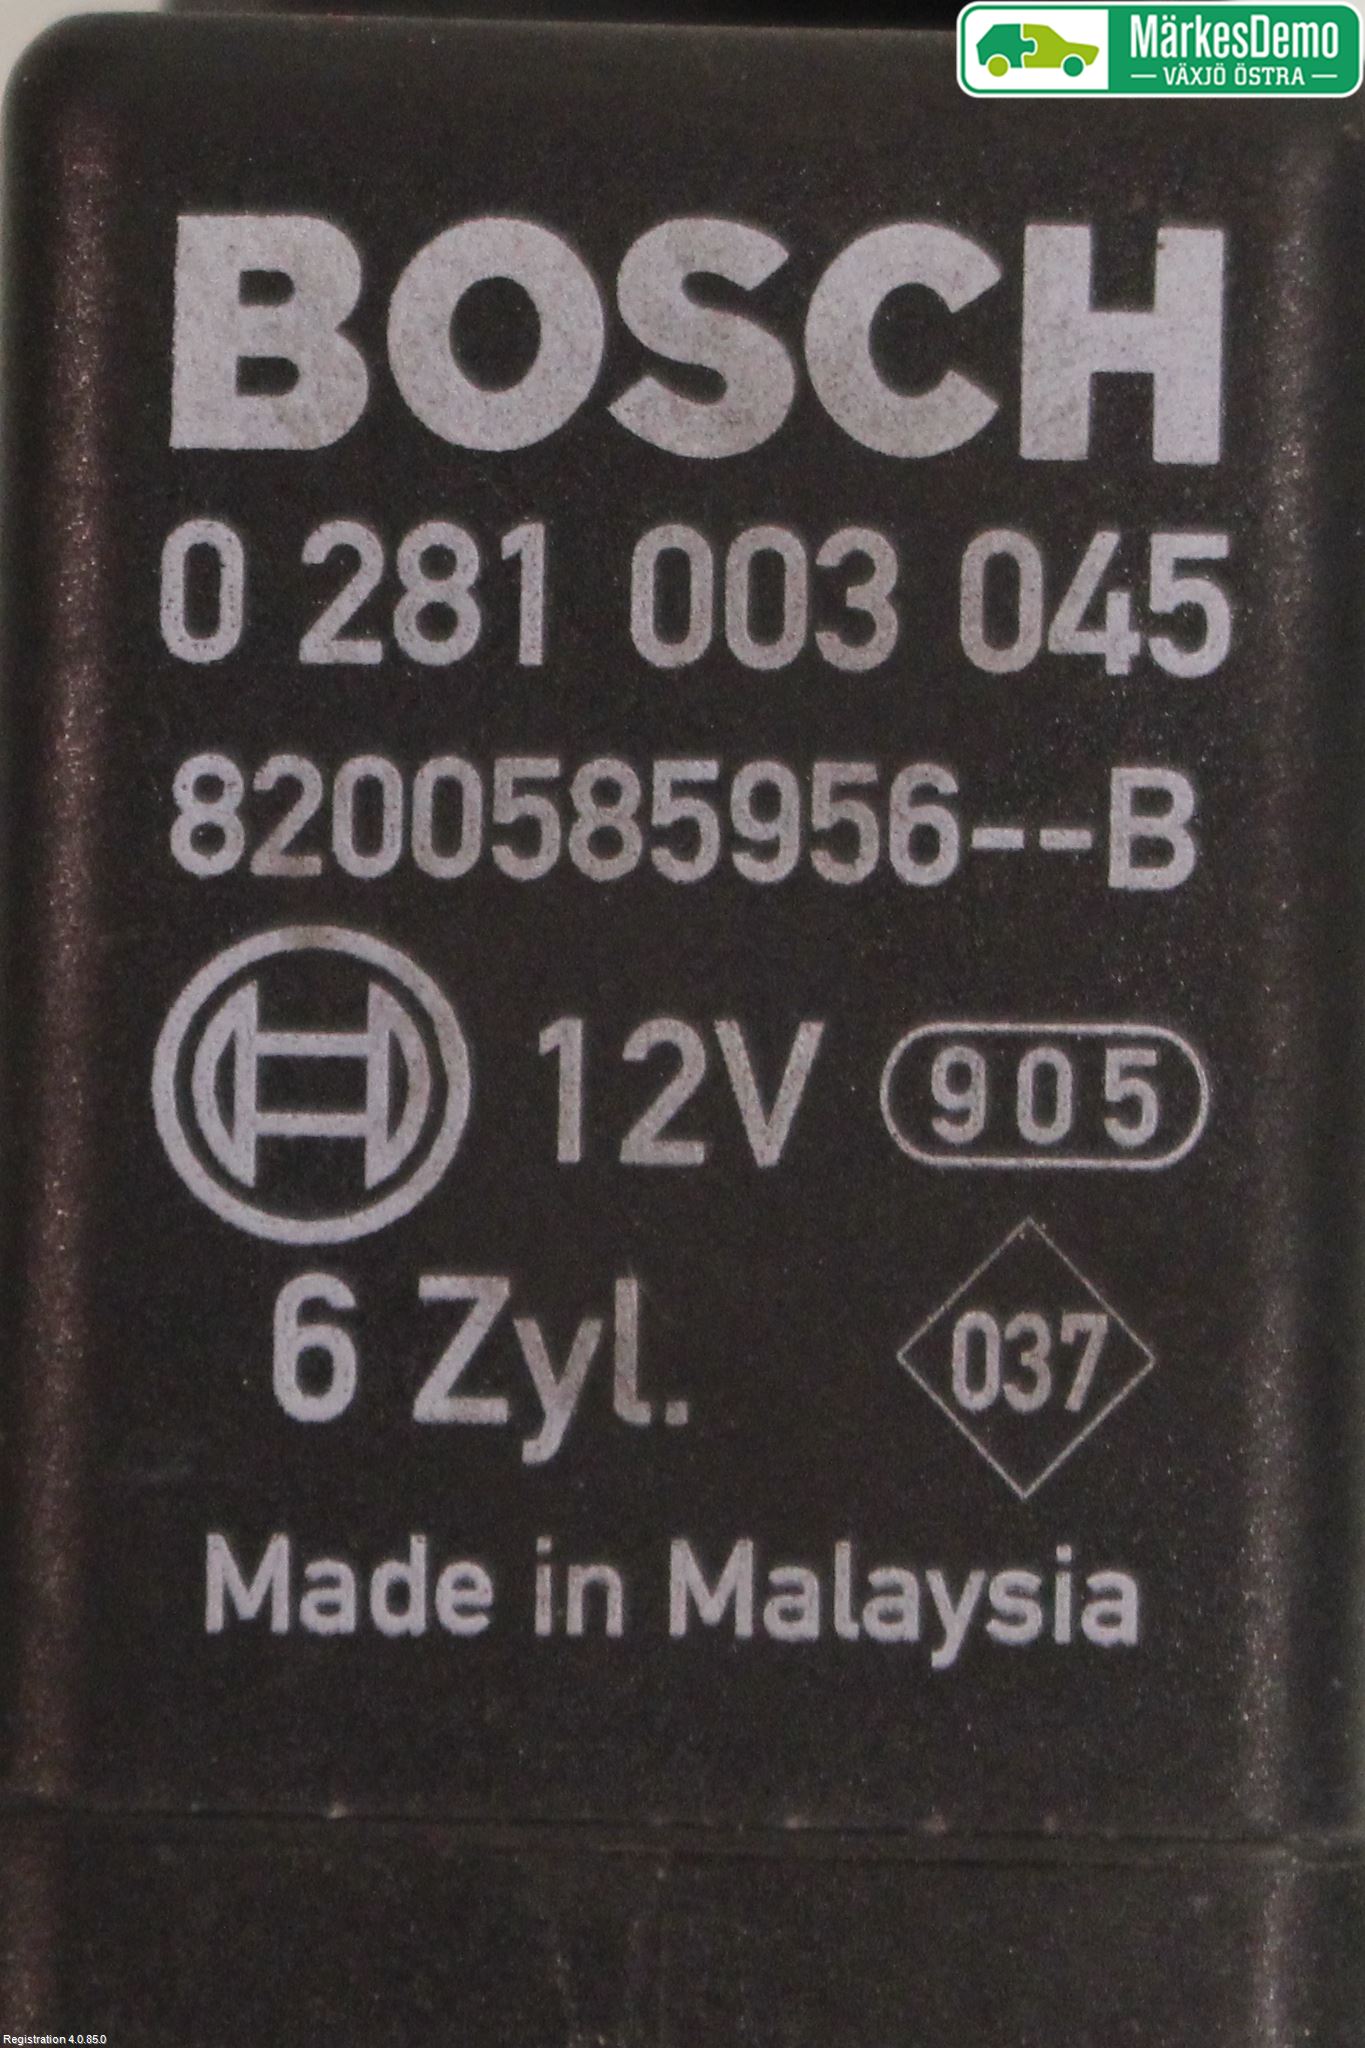 MärkesDemo
VÄXJÖ ÖSTRA
BOSCH
0 281 003 045
8200585956--B
12V 905
6 Zyl. 037
Made in Malaysia
Registration 4.0.85.0